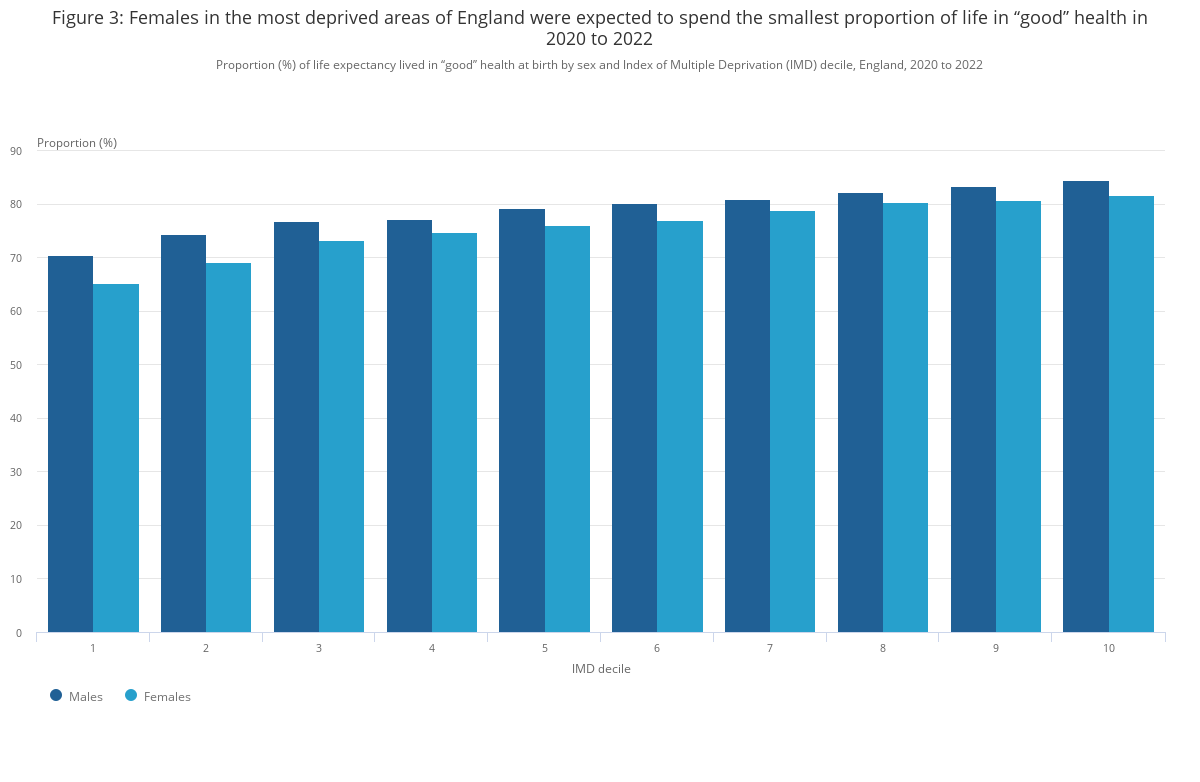 Figure 3: Females in the most deprived areas of England were expected to spend the smallest proportion of life in “good” health in
2020 to 2022
Proportion (%) of life expectancy lived in “good” health at birth by sex and Index of Multiple Deprivation (IMD) decile, England, 2020 to 2022
Proportion (%)
90
80
70
60
50
40
30
20
10
0
1 2 3 4 5 6 7 8 9 10
IMD decile
Males Females